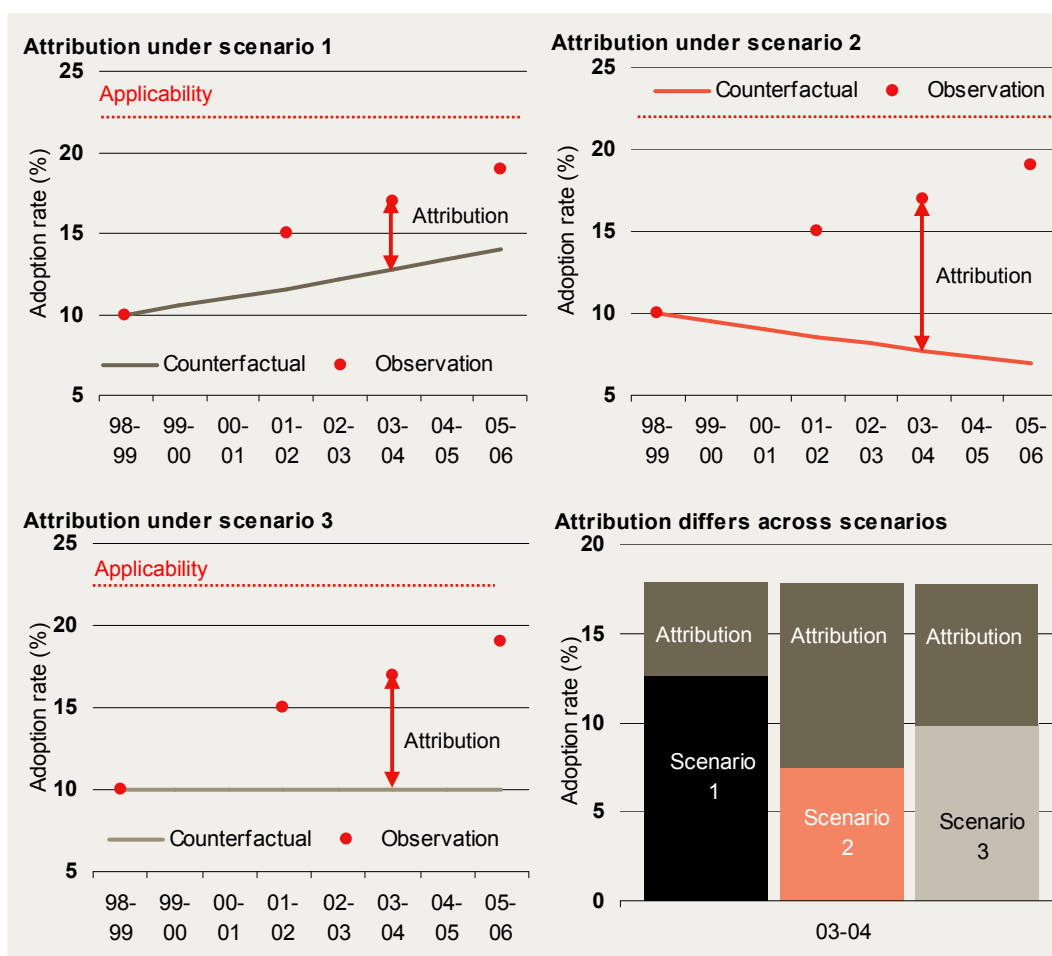 Attribution under scenario 1
25
Applicability
20
15
10
5
Adoption rate (%)
Attribution
Counterfactual
Observation
98-99
99-00
00-01
01-02
02-03
03-04
04-05
05-06
Attribution under scenario 2
25
Counterfactual
Observation
20
15
10
5
Adoption rate (%)
Attribution
98-99
99-00
00-01
01-02
02-03
03-04
04-05
05-06
Attribution under scenario 3
25
Applicability
20
15
10
5
Adoption rate (%)
Attribution
Counterfactual
Observation
98-99
99-00
00-01
01-02
02-03
03-04
04-05
05-06
Attribution differs across scenarios
20
15
10
5
0
Adoption rate (%)
Attribution
Attribution
Attribution
Scenario
1
Scenario
2
Scenario
3
03-04